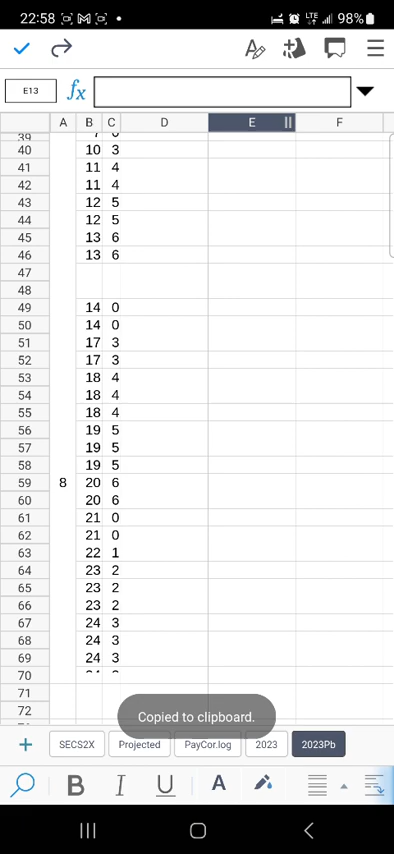 22:58 LTE 98%
E13 fx
A B C D E F
39 7 0
40 10 3
41 11 4
42 11 4
43 12 5
44 12 5
45 13 6
46 13 6
47
48
49 14 0
50 14 0
51 17 3
52 17 3
53 18 4
54 18 4
55 18 4
56 19 5
57 19 5
58 19 5
59 8 20 6
60 20 6
61 21 0
62 21 0
63 22 1
64 23 2
65 23 2
66 23 2
67 24 3
68 24 3
69 24 3
70
71
72
Copied to clipboard.
+ SECS2X Projected PayCor.log 2023 2023Pb
B I U A